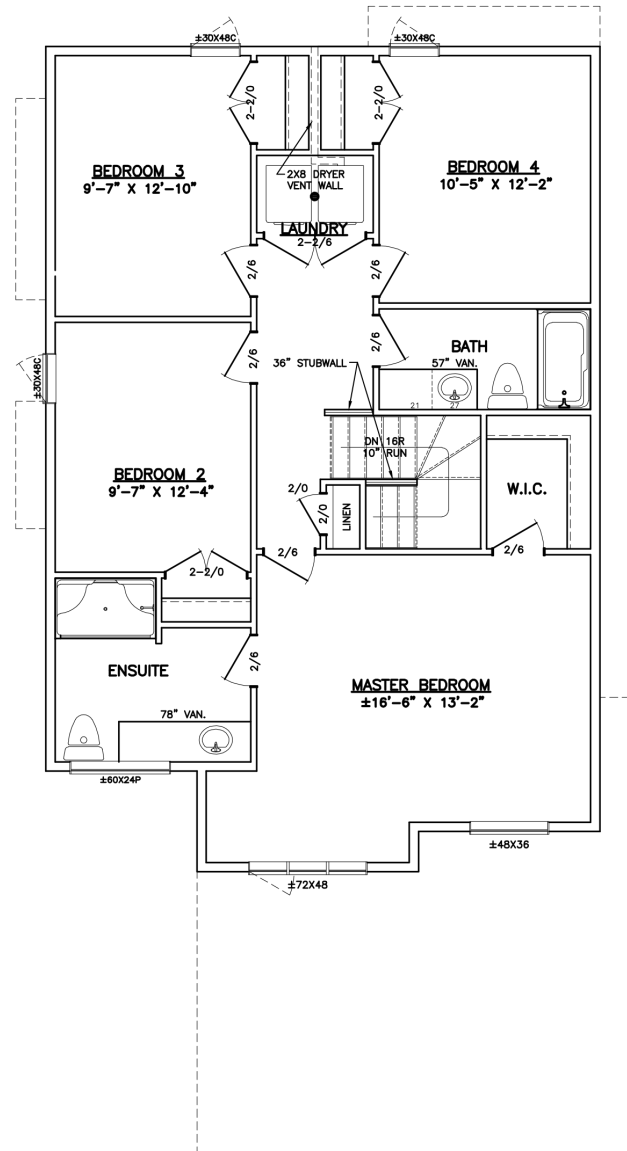 ±30X48C
±30X48C
2-2/0
2-2/0
BEDROOM 3
9'-7" X 12'-10"
2X8 DRYER
VENT WALL
BEDROOM 4
10'-5" X 12'-2"
LAUNDRY
2-2/6
2/6
2/6
±30X48C
2/6
2/6
BATH
57" VAN.
36" STUBWALL
21
27
DN 16R
10" RUN
BEDROOM 2
9'-7" X 12'-4"
W.I.C.
2/0
2/0
LINEN
2/6
2/6
2-2/0
ENSUITE
2/6
MASTER BEDROOM
±16'-6" X 13'-2"
78" VAN.
±60X24P
±48X36
±72X48